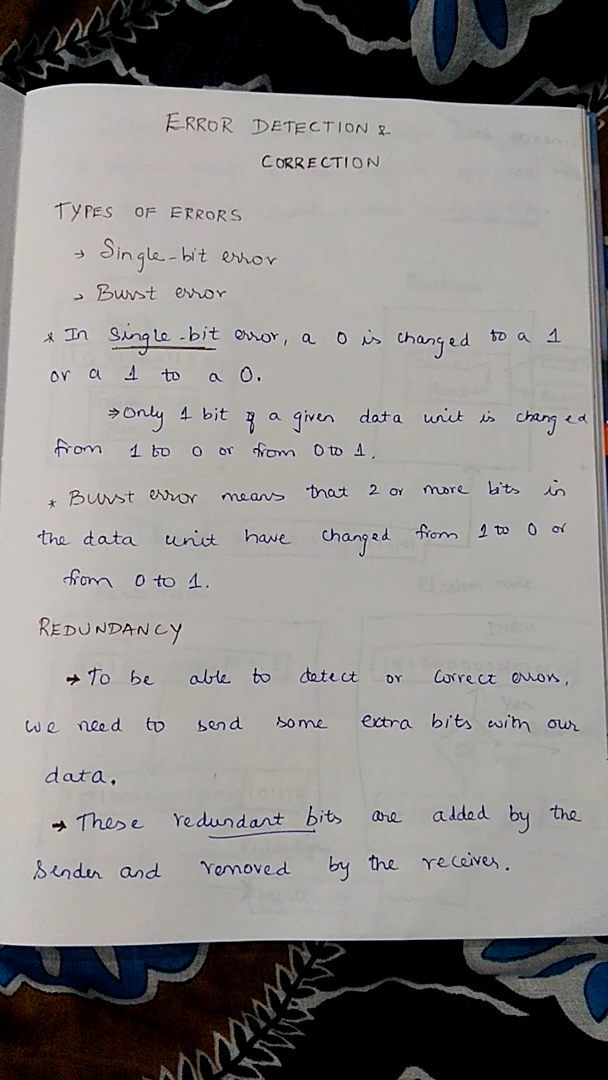 ERROR DETECTION &
CORRECTION
TYPES OF ERRORS
→ Single-bit error
→ Burst error
* In single-bit error, a 0 is changed to a 1
or a 1 to a 0.
⇒ Only 1 bit of a given data unit is changed
from 1 to 0 or from 0 to 1.
* Burst error means that 2 or more bits in
the data unit have changed from 1 to 0 or
from 0 to 1.
REDUNDANCY
→ To be able to detect or correct errors,
we need to send some extra bits with our
data.
→ These redundant bits are added by the
Sender and removed by the receiver.